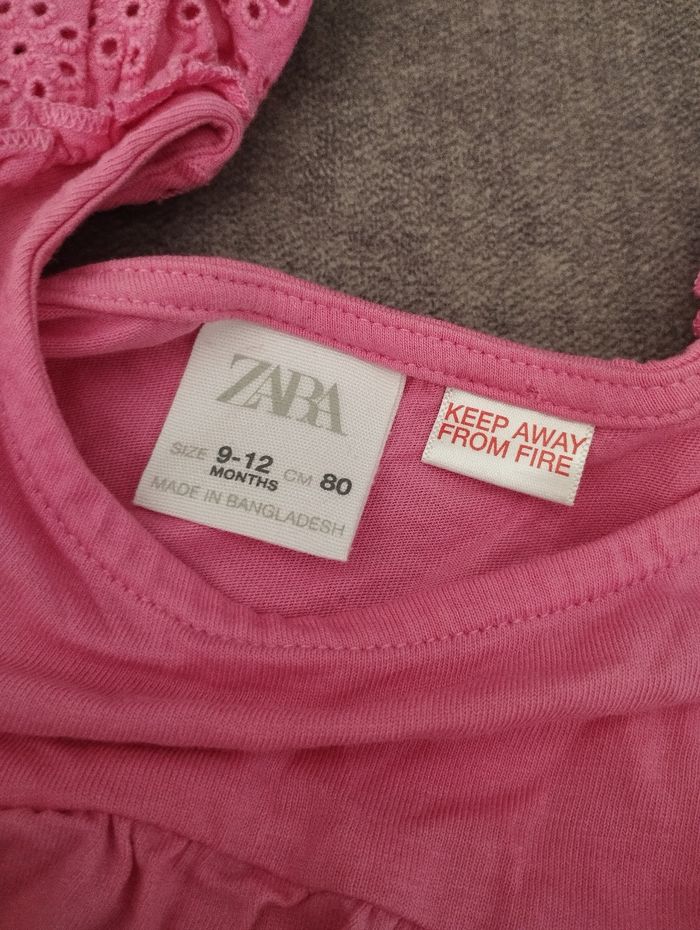 ZARA
SIZE 9-12 MONTHS CM 80
MADE IN BANGLADESH
KEEP AWAY
FROM FIRE